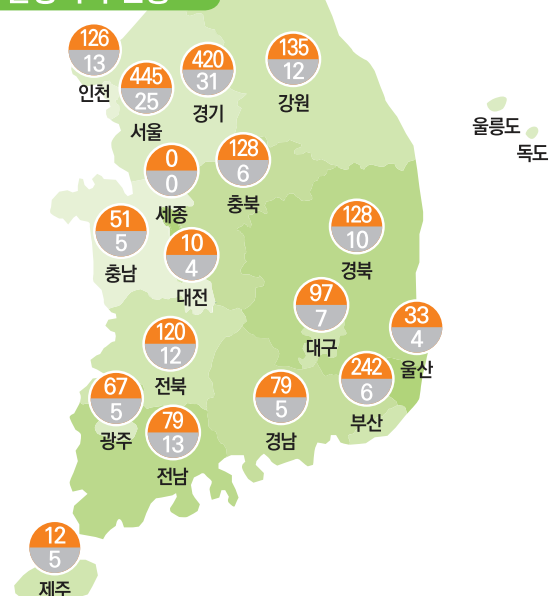 126
13
인천
445
25
서울
420
31
경기
135
12
강원
울릉도
독도
0
0
세종
128
6
충북
51
5
충남
10
4
대전
128
10
경북
97
7
대구
33
4
울산
120
12
전북
242
6
부산
67
5
광주
79
13
전남
79
5
경남
12
5
제주